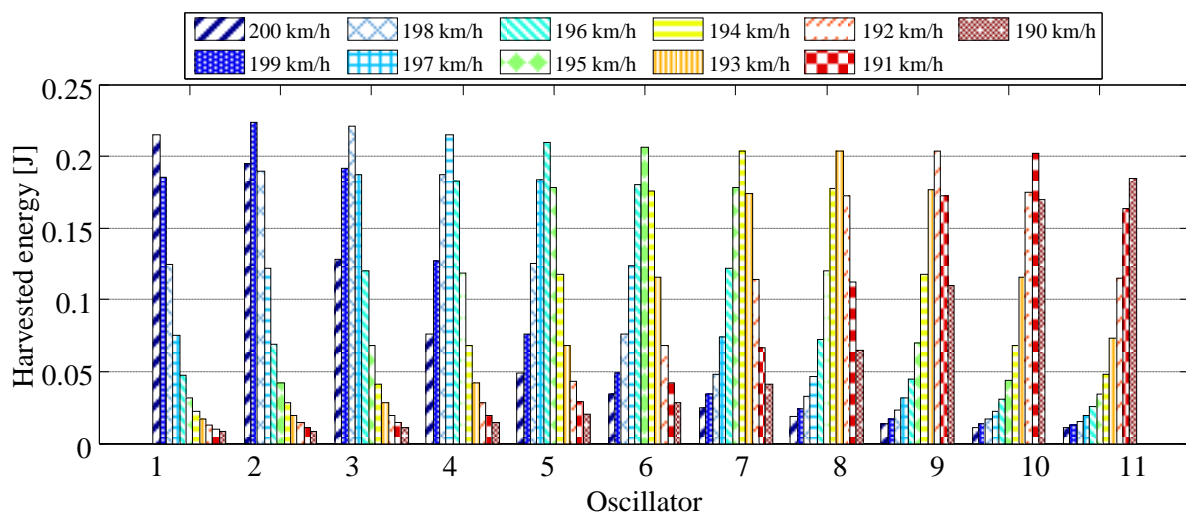 200 km/h 198 km/h 196 km/h 194 km/h 192 km/h 190 km/h
199 km/h 197 km/h 195 km/h 193 km/h 191 km/h
Harvested energy [J]
0.25
0.2
0.15
0.1
0.05
0
1 2 3 4 5 6 7 8 9 10 11
Oscillator